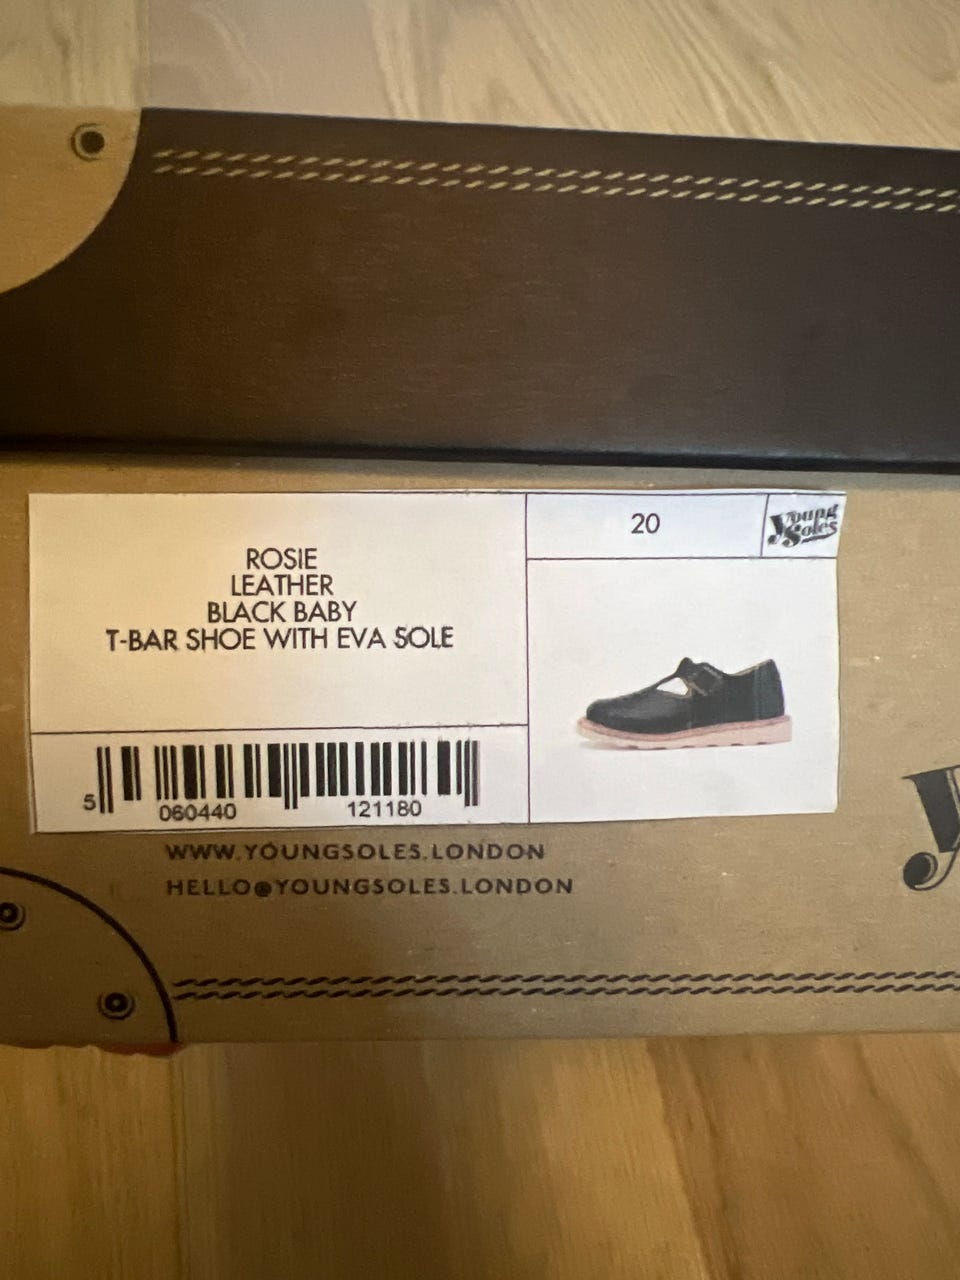 ROSIE
LEATHER
BLACK BABY
T-BAR SHOE WITH EVA SOLE
20
young Soles
5 060440 121180
WWW.YOUNGSOLES.LONDON
HELLO@YOUNGSOLES.LONDON
y